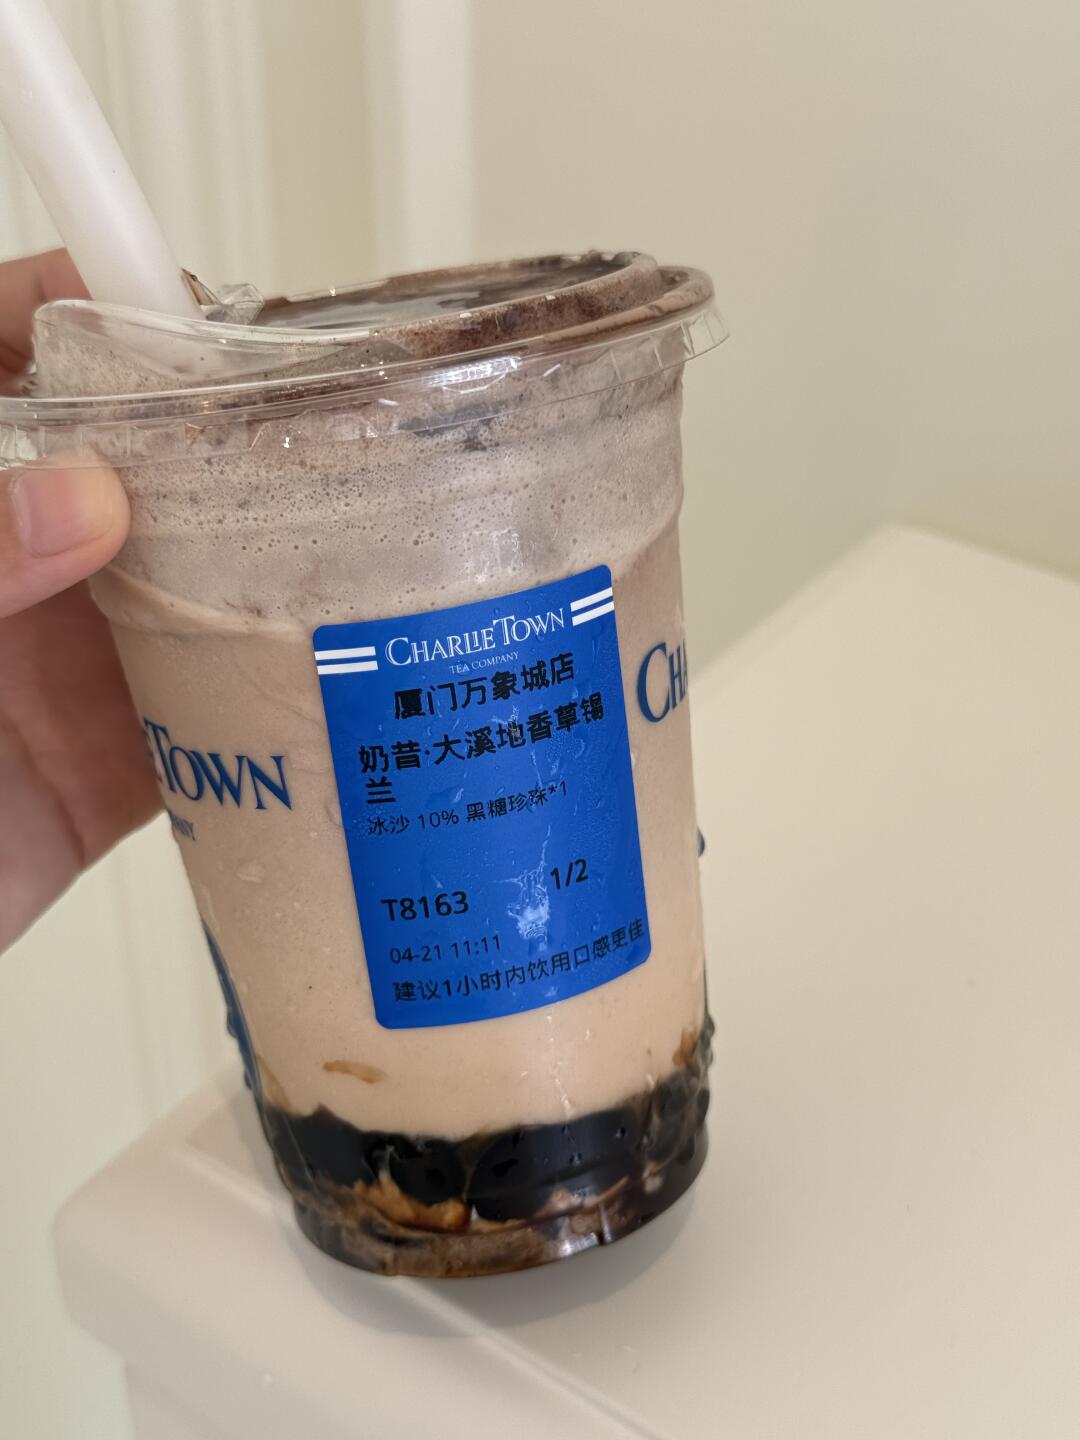 CHARLIE TOWN
TEA COMPANY
厦门万象城店
奶昔·大溪地香草锡
兰
冰沙 10% 黑糖珍珠*1
T8163 1/2
04-21 11:11
建议1小时内饮用口感更佳
TOWN